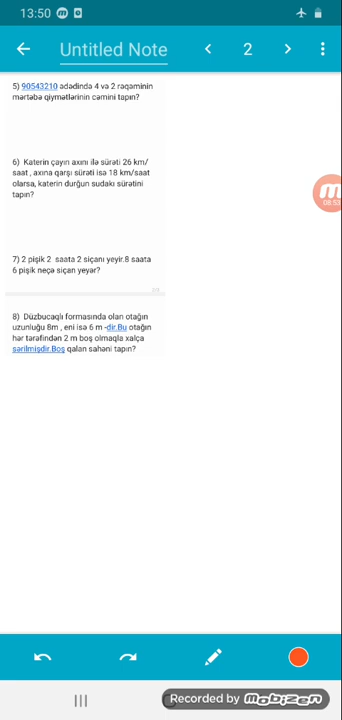 13:50
Untitled Note
2
5) 90543210 ədədində 4 və 2 rəqəminin
mərtəbə qiymətlərinin cəmini tapın?
6) Katerin çayın axını ilə sürəti 26 km/
saat , axına qarşı sürəti isə 18 km/saat
olarsa, katerin durğun sudakı sürətini
tapın?
7) 2 pişik 2 saata 2 siçanı yeyir.8 saata
6 pişik neçə siçan yeyər?
8) Düzbucaqlı formasında olan otağın
uzunluğu 8m , eni isə 6 m -dir.Bu otağın
hər tərəfindən 2 m boş olmaqla xalça
sərilmişdir.Boş qalan sahəni tapın?
Recorded by Mobizen